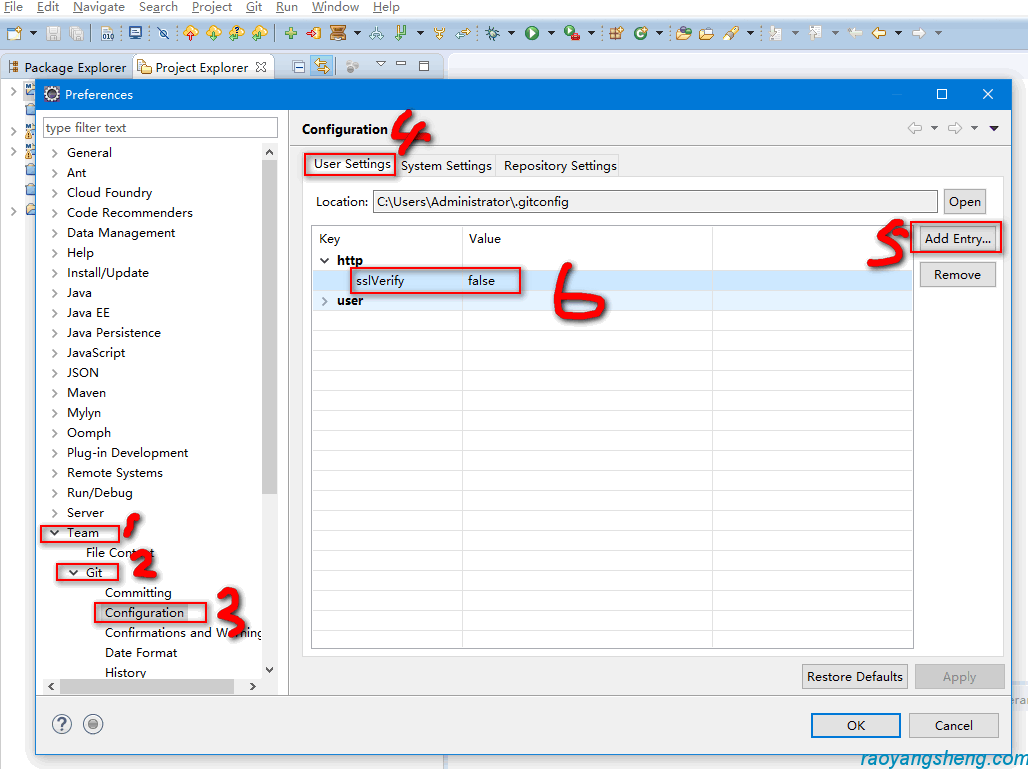 File Edit Navigate Search Project Git Run Window Help
Package Explorer Project Explorer
Preferences
type filter text
General
Ant
Cloud Foundry
Code Recommenders
Data Management
Help
Install/Update
Java
Java EE
Java Persistence
JavaScript
JSON
Maven
Mylyn
Oomph
Plug-in Development
Remote Systems
Run/Debug
Server
Team 1
File Content
Git 2
Committing
Configuration 3
Confirmations and Warning
Date Format
History
Configuration 4
User Settings System Settings Repository Settings
Location: C:\Users\Administrator\.gitconfig Open
Key Value
5 Add Entry...
http
sslVerify false 6
Remove
user
Restore Defaults Apply
OK Cancel
raoyangsheng.com